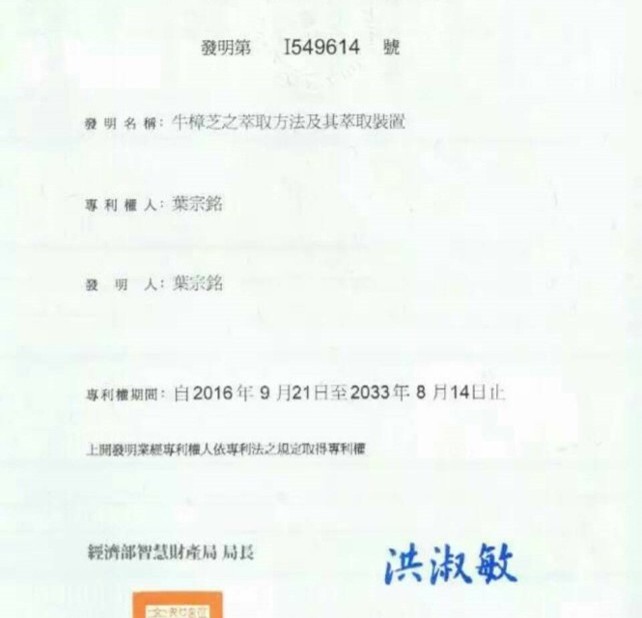 發明第 I549614 號
發明名稱：牛樟芝之萃取方法及其萃取裝置
專利權人：葉宗銘
發明人：葉宗銘
專利權期間：自2016年9月21日至2033年8月14日止
上開發明業經專利權人依專利法之規定取得專利權
經濟部智慧財產局 局長
洪淑敏